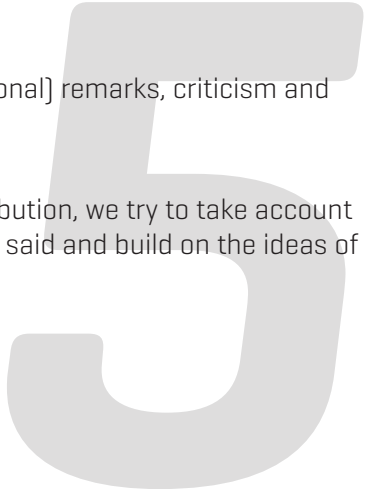 onal) remarks, criticism and
bution, we try to take account
said and build on the ideas of
5